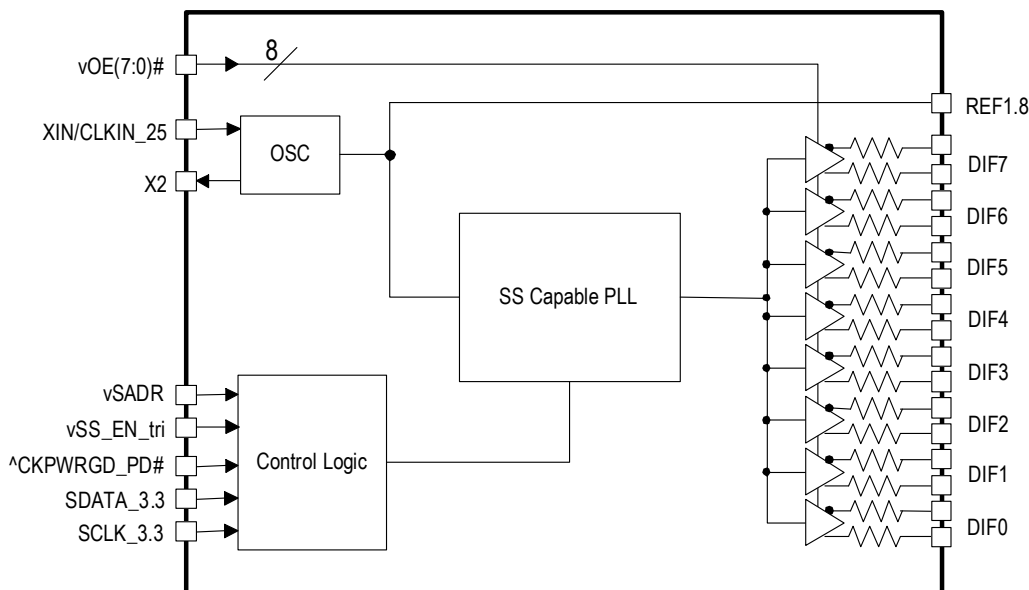 vOE(7:0)#
8
XIN/CLKIN_25
X2
OSC
REF1.8
DIF7
DIF6
DIF5
DIF4
DIF3
DIF2
DIF1
DIF0
SS Capable PLL
vSADR
vSS_EN_tri
^CKPWRGD_PD#
SDATA_3.3
SCLK_3.3
Control Logic